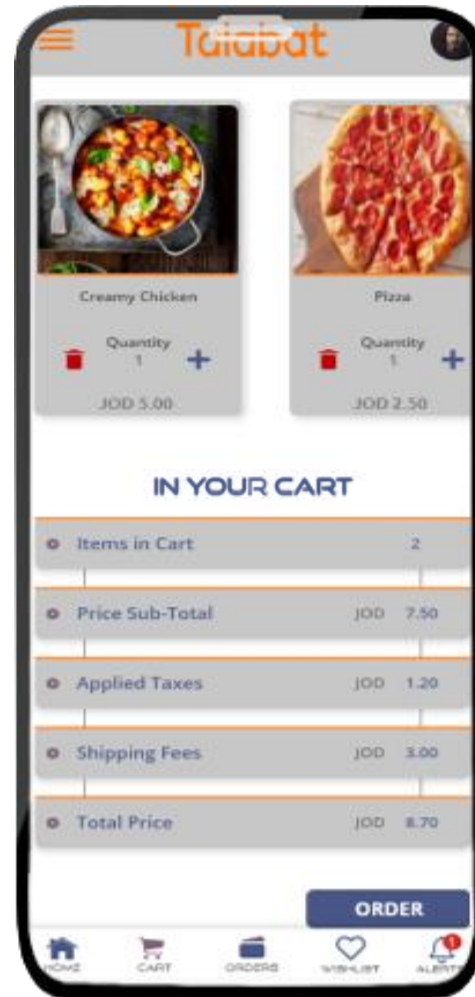 Talabat
Creamy Chicken
Pizza
Quantity
1
Quantity
1
JOD 5.00
JOD 2.50
IN YOUR CART
Items in Cart 2
Price Sub-Total JOD 7.50
Applied Taxes JOD 1.20
Shipping Fees JOD 3.00
Total Price JOD 8.70
ORDER
1
HOME CART ORDERS WISHLIST ALERTS